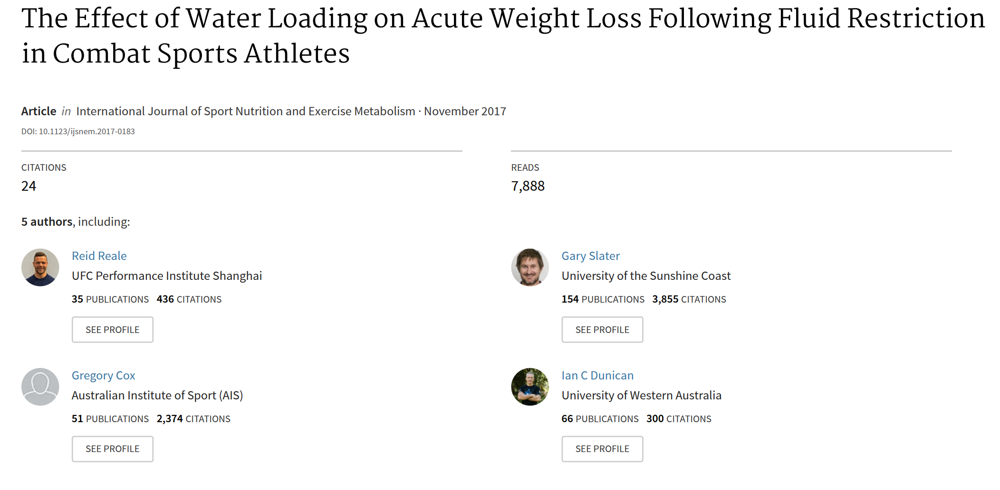 The Effect of Water Loading on Acute Weight Loss Following Fluid Restriction
in Combat Sports Athletes
Article in International Journal of Sport Nutrition and Exercise Metabolism · November 2017
DOI: 10.1123/ijsnem.2017-0183
CITATIONS
24
READS
7,888
5 authors, including:
Reid Reale
UFC Performance Institute Shanghai
35 PUBLICATIONS 436 CITATIONS
SEE PROFILE
Gary Slater
University of the Sunshine Coast
154 PUBLICATIONS 3,855 CITATIONS
SEE PROFILE
Gregory Cox
Australian Institute of Sport (AIS)
51 PUBLICATIONS 2,374 CITATIONS
SEE PROFILE
Ian C Dunican
University of Western Australia
66 PUBLICATIONS 300 CITATIONS
SEE PROFILE